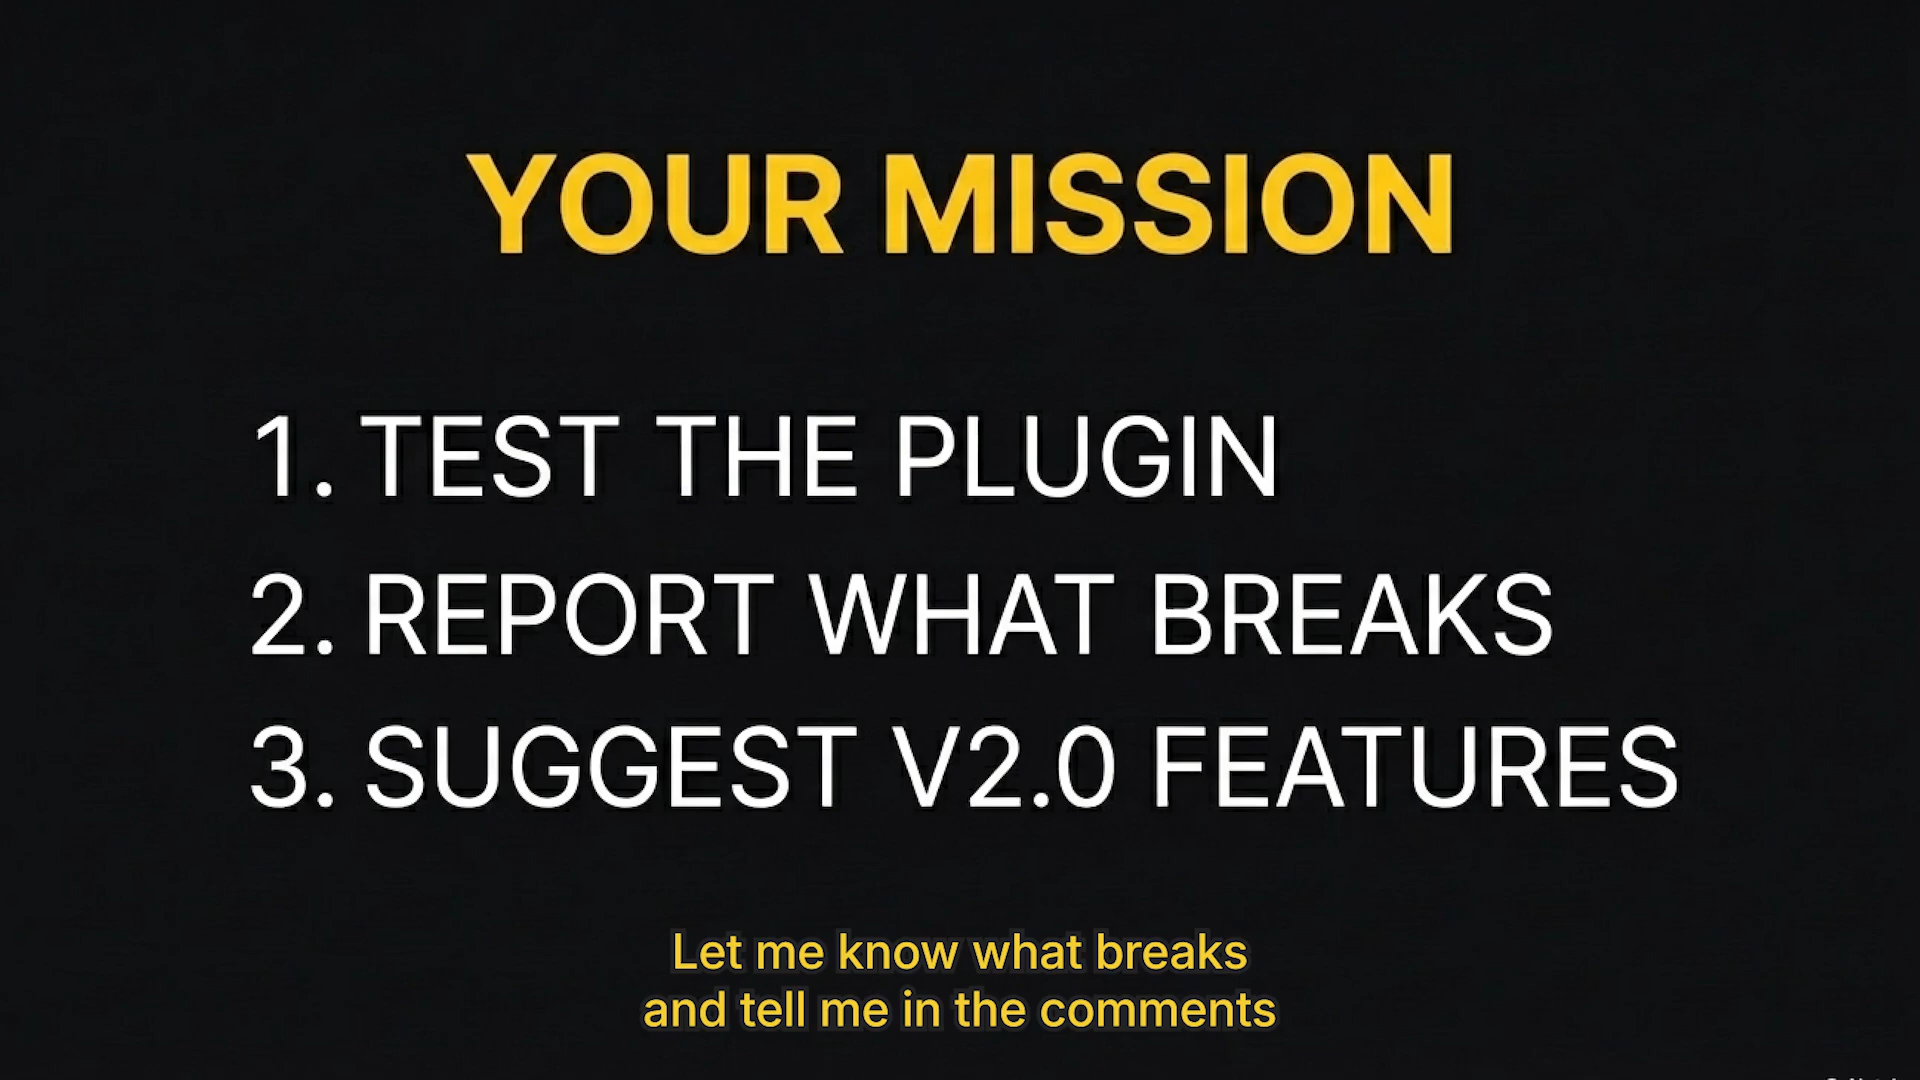 YOUR MISSION
1. TEST THE PLUGIN
2. REPORT WHAT BREAKS
3. SUGGEST V2.0 FEATURES
Let me know what breaks
and tell me in the comments